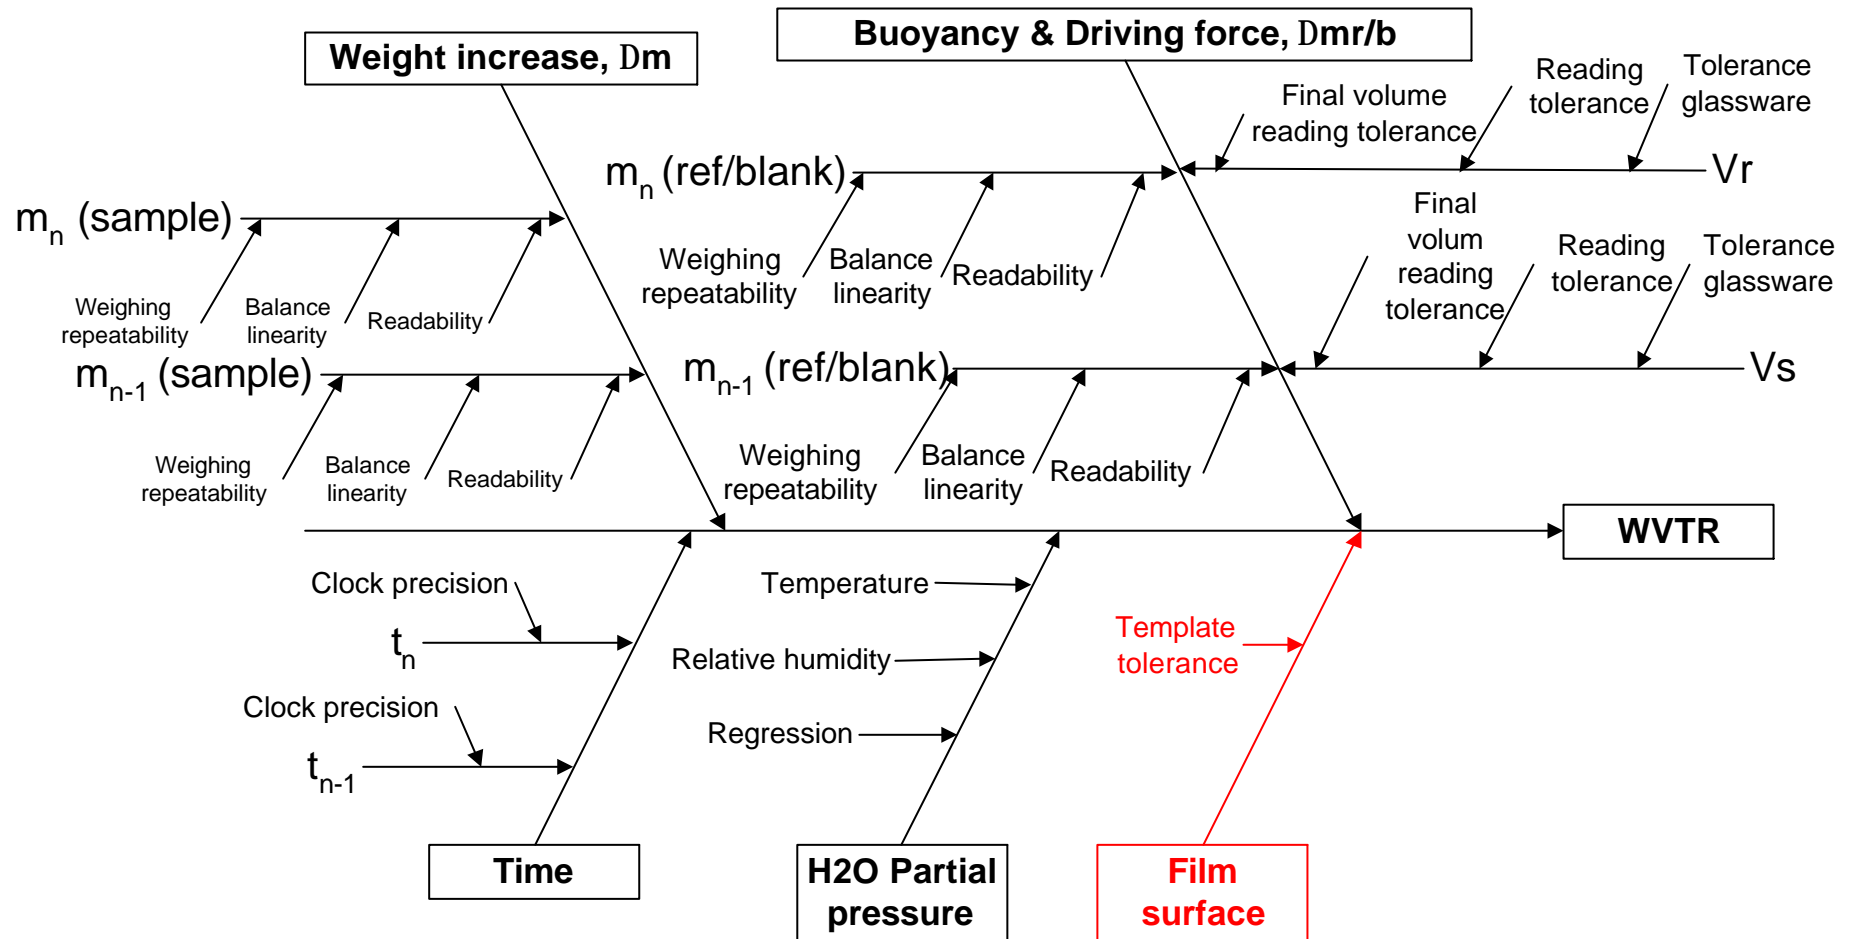 Weight increase, Dm
Buoyancy & Driving force, Dmr/b
Final volume
reading tolerance
Reading
tolerance
Tolerance
glassware
mn (sample)
mn (ref/blank)
Vr
Weighing
repeatability
Balance
linearity
Readability
Weighing
repeatability
Balance
linearity
Readability
Final
volum
reading
tolerance
Reading
tolerance
Tolerance
glassware
mn-1 (sample)
mn-1 (ref/blank)
Vs
Weighing
repeatability
Balance
linearity
Readability
Weighing
repeatability
Balance
linearity
Readability
WVTR
Clock precision
tn
Clock precision
tn-1
Temperature
Relative humidity
Regression
Template
tolerance
Time
H2O Partial
pressure
Film
surface